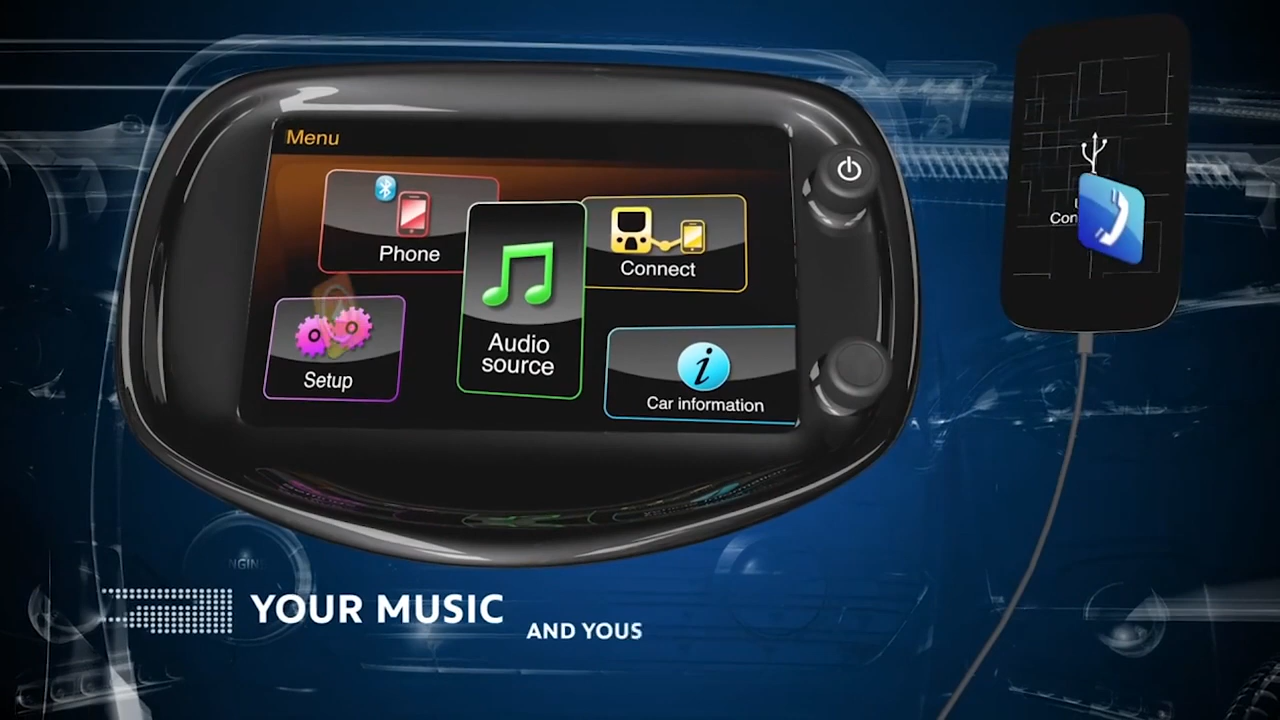 Menu
Phone
Connect
Audio
source
Setup
Car information
YOUR MUSIC
AND YOUS